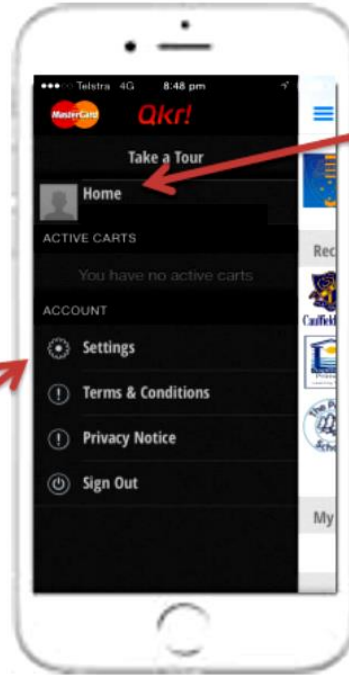 Telstra 4G 8:48 pm
MasterCard Qkr!
Take a Tour
Home
ACTIVE CARTS
You have no active carts
ACCOUNT
Settings
Terms & Conditions
Privacy Notice
Sign Out
Rec
Caulfield
My